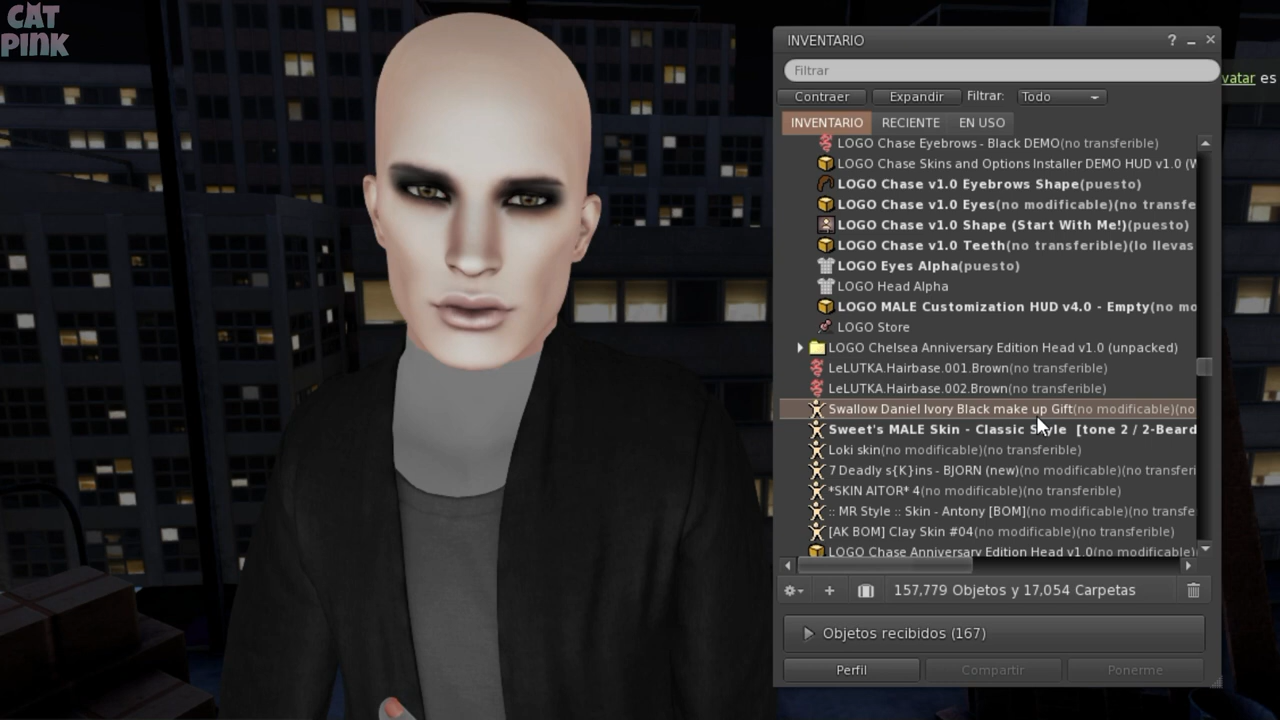 CAT
PINK
INVENTARIO
Filtrar
vatar es
Contraer Expandir Filtrar: Todo
INVENTARIO RECIENTE EN USO
LOGO Chase Eyebrows - Black DEMO(no transferible)
LOGO Chase Skins and Options Installer DEMO HUD v1.0 (W
LOGO Chase v1.0 Eyebrows Shape(puesto)
LOGO Chase v1.0 Eyes(no modificable)(no transfe
LOGO Chase v1.0 Shape (Start With Me!)(puesto)
LOGO Chase v1.0 Teeth(no transferible)(lo llevas
LOGO Eyes Alpha(puesto)
LOGO Head Alpha
LOGO MALE Customization HUD v4.0 - Empty(no mo
LOGO Store
LOGO Chelsea Anniversary Edition Head v1.0 (unpacked)
LeLUTKA.Hairbase.001.Brown(no transferible)
LeLUTKA.Hairbase.002.Brown(no transferible)
Swallow Daniel Ivory Black make up Gift(no modificable)(no
Sweet's MALE Skin - Classic Style [tone 2 / 2-Beard
Loki skin(no modificable)(no transferible)
7 Deadly s{K}ins - BJORN (new)(no modificable)(no transferi
*SKIN AITOR* 4(no modificable)(no transferible)
:: MR Style :: Skin - Antony [BOM](no modificable)(no transfe
[AK BOM] Clay Skin #04(no modificable)(no transferible)
LOGO Chase Anniversary Edition Head v1.0(no modificable)
157,779 Objetos y 17,054 Carpetas
Objetos recibidos (167)
Perfil Compartir Ponerme